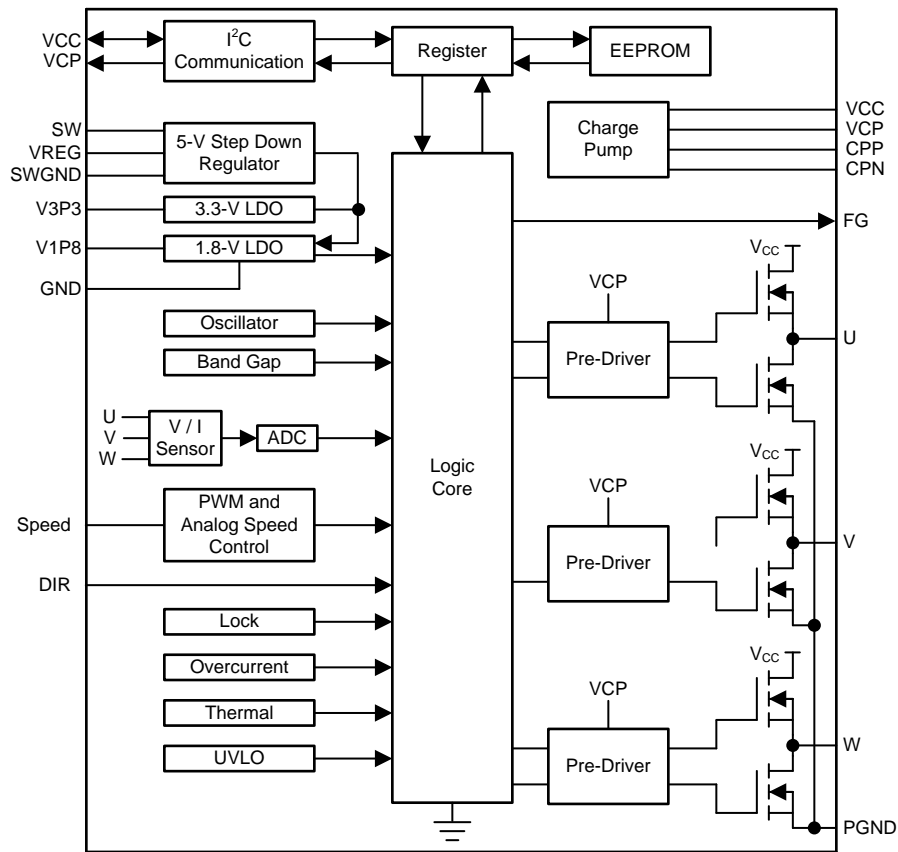 VCC
VCP
I²C
Communication
Register
EEPROM
Charge
Pump
VCC
VCP
CPP
CPN
SW
VREG
SWGND
5-V Step Down
Regulator
V3P3
3.3-V LDO
V1P8
1.8-V LDO
GND
FG
Oscillator
Band Gap
U
V
W
V / I
Sensor
ADC
Speed
PWM and
Analog Speed
Control
DIR
Lock
Overcurrent
Thermal
UVLO
Logic
Core
VCP
Pre-Driver
VCC
U
VCP
Pre-Driver
VCC
V
VCP
Pre-Driver
VCC
W
PGND